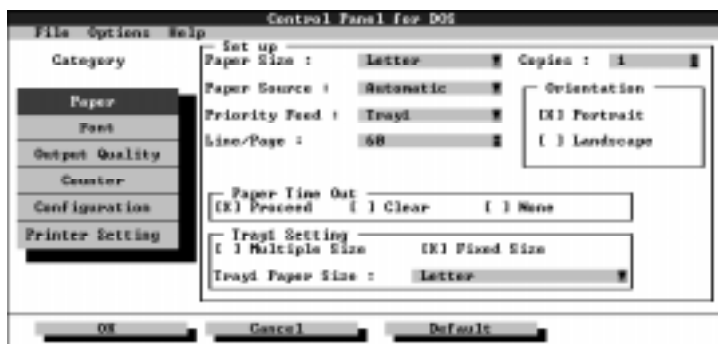 Control Panel for DOS
File Options Help
Category
Paper
Font
Output Quality
Counter
Configuration
Printer Setting
Set up
Paper Size : Letter
Copies : 1
Paper Source : Automatic
Priority Feed : Tray1
Line/Page : 60
Orientation
[X] Portrait
[ ] Landscape
Paper Time Out
[X] Proceed [ ] Clear [ ] None
Tray1 Setting
[ ] Multiple Size [X] Fixed Size
Tray1 Paper Size : Letter
OK Cancel Default